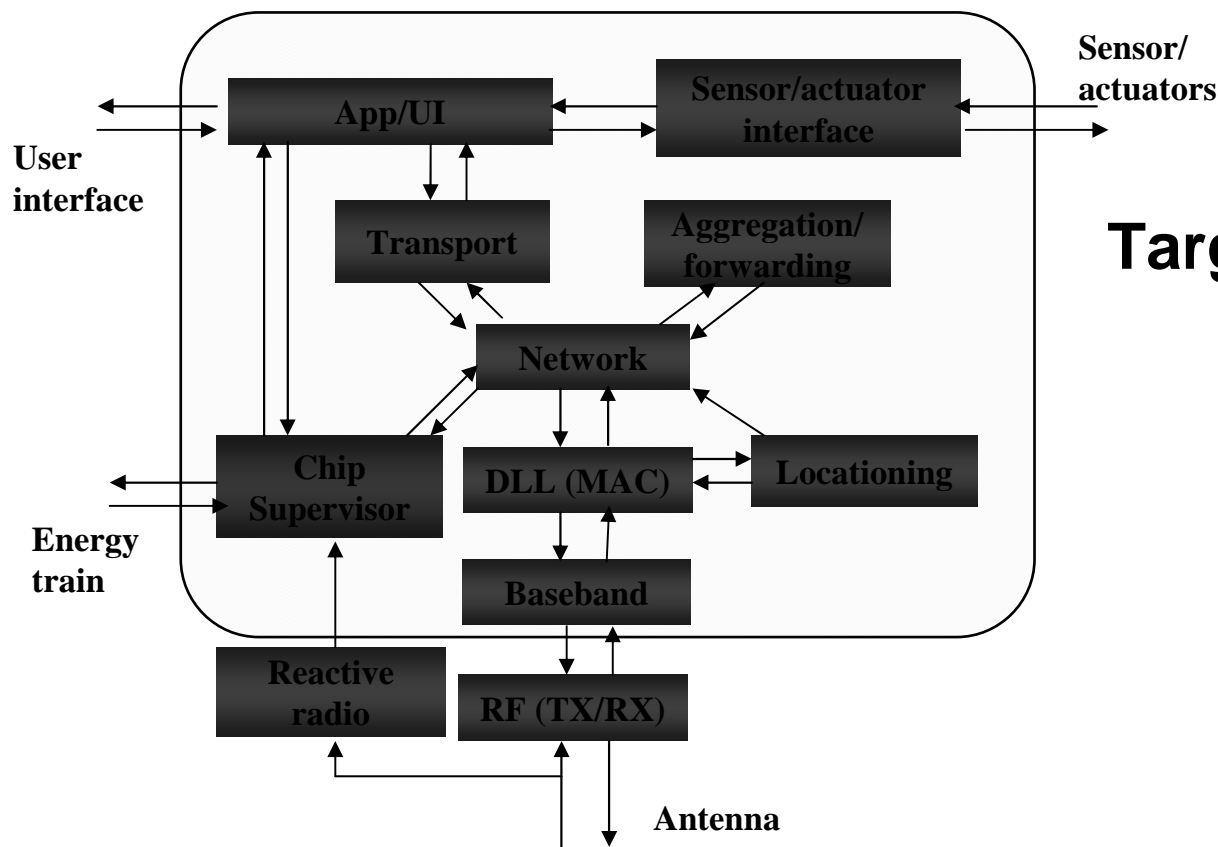 Sensor/
actuators
App/UI
Sensor/actuator
interface
User
interface
Transport
Aggregation/
forwarding
Targ
Network
Chip
Supervisor
DLL (MAC)
Locationing
Energy
train
Baseband
Reactive
radio
RF (TX/RX)
Antenna